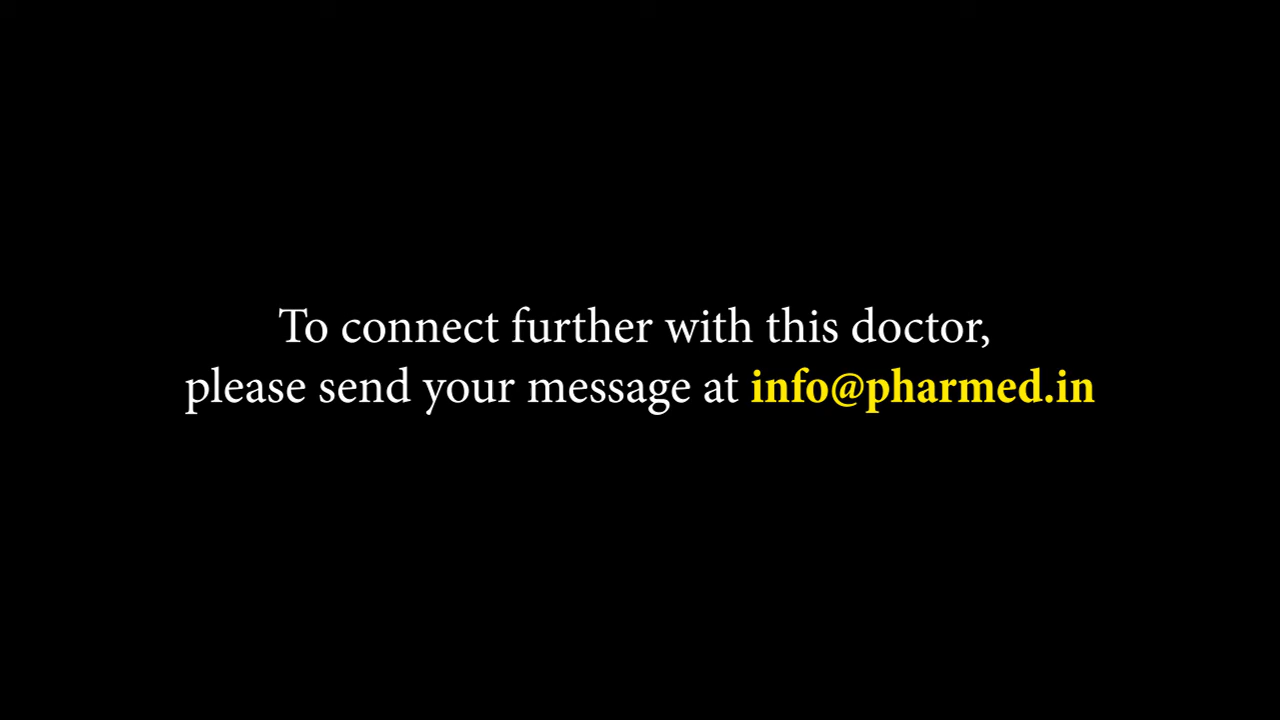 To connect further with this doctor,
please send your message at info@pharmed.in